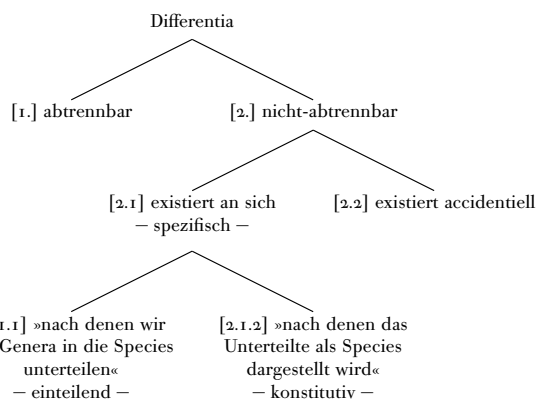 Differentia
[1.] abtrennbar
[2.] nicht-abtrennbar
[2.1] existiert an sich
– spezifisch –
[2.2] existiert accidentiell
1.1] »nach denen wir
Genera in die Species
unterteilen«
– einteilend –
[2.1.2] »nach denen das
Unterteilte als Species
dargestellt wird«
– konstitutiv –